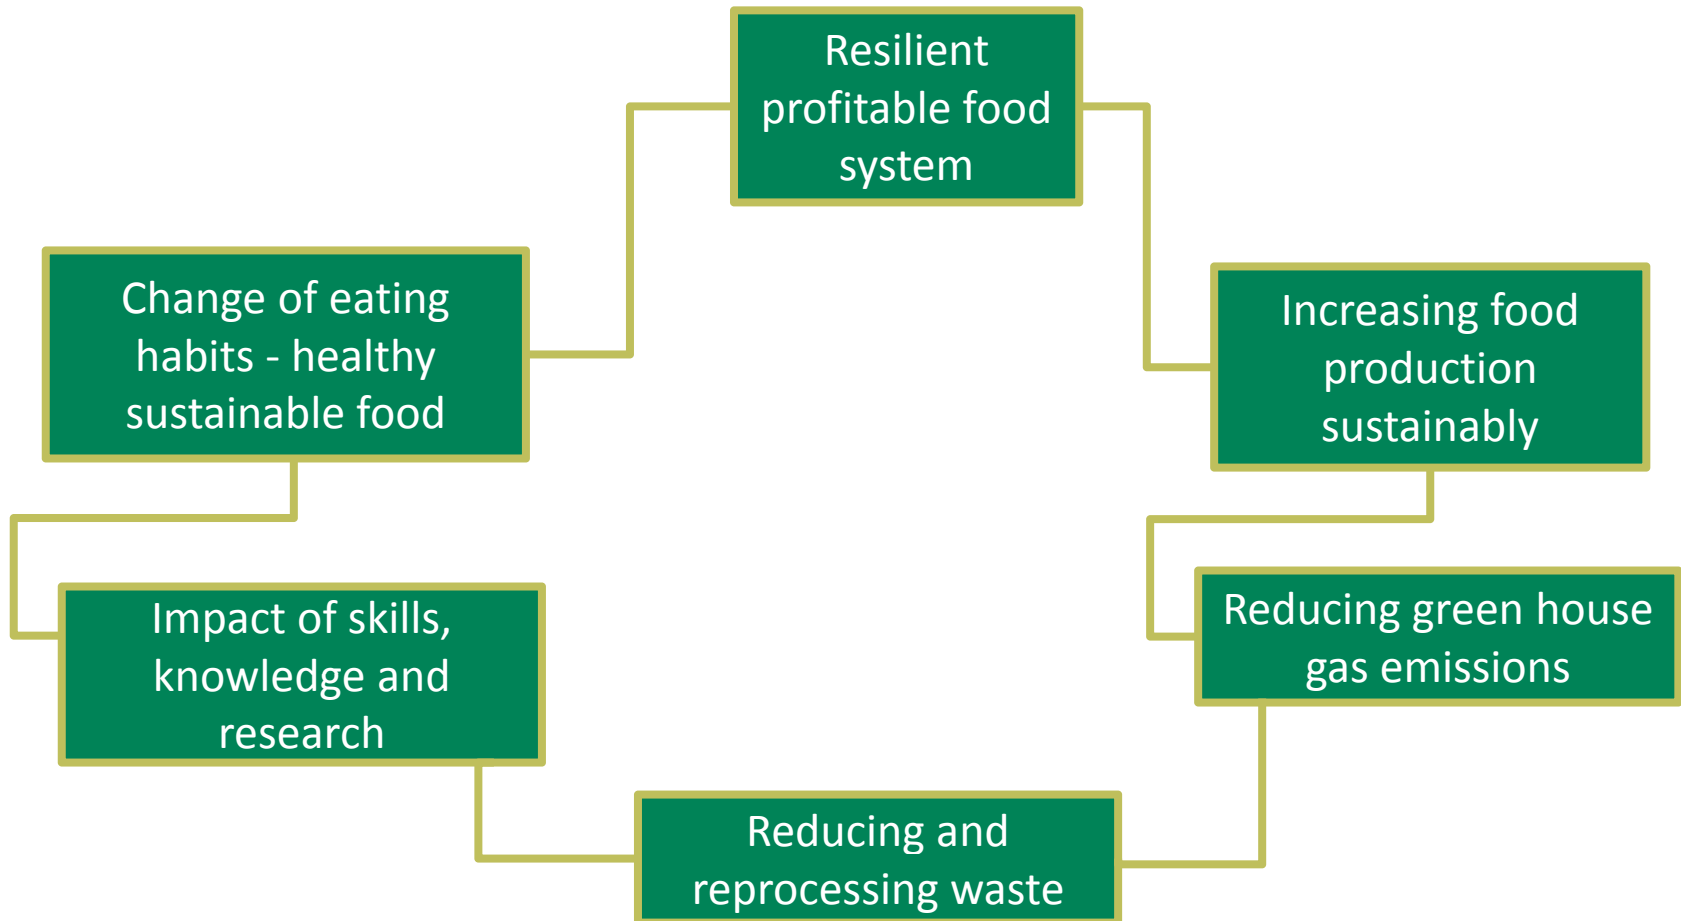 Resilient
profitable food
system
Change of eating
habits - healthy
sustainable food
Increasing food
production
sustainably
Impact of skills,
knowledge and
research
Reducing green house
gas emissions
Reducing and
reprocessing waste